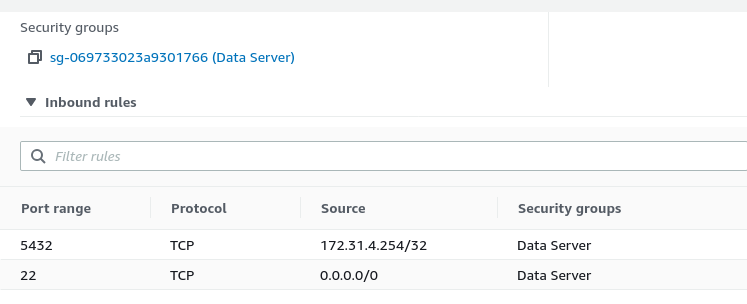 Security groups
sg-069733023a9301766 (Data Server)
Inbound rules
Filter rules
Port range Protocol Source Security groups
5432 TCP 172.31.4.254/32 Data Server
22 TCP 0.0.0.0/0 Data Server